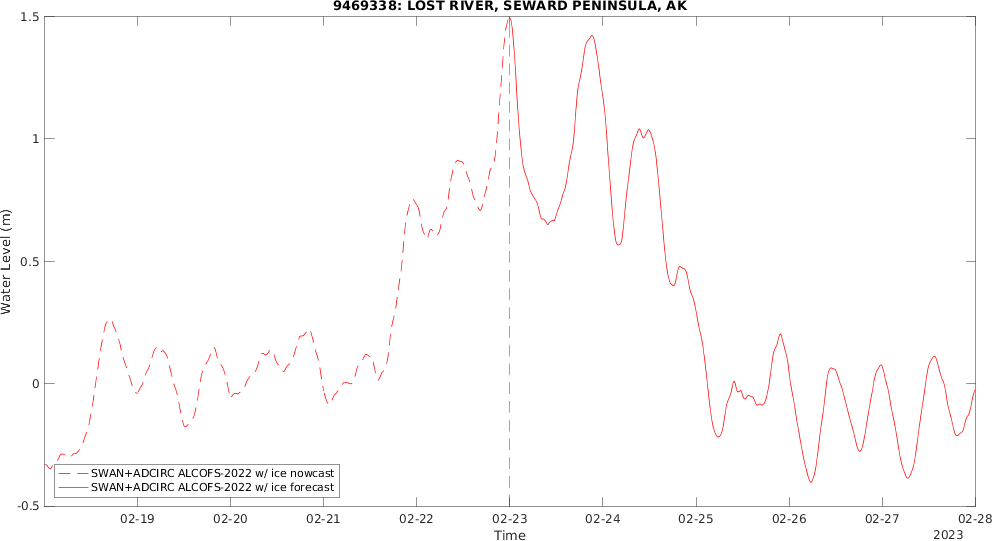 9469338: LOST RIVER, SEWARD PENINSULA, AK
1.5
1
0.5
0
-0.5
Water Level (m)
SWAN+ADCIRC ALCOFS-2022 w/ ice nowcast
SWAN+ADCIRC ALCOFS-2022 w/ ice forecast
02-19 02-20 02-21 02-22 02-23 02-24 02-25 02-26 02-27 02-28
Time
2023